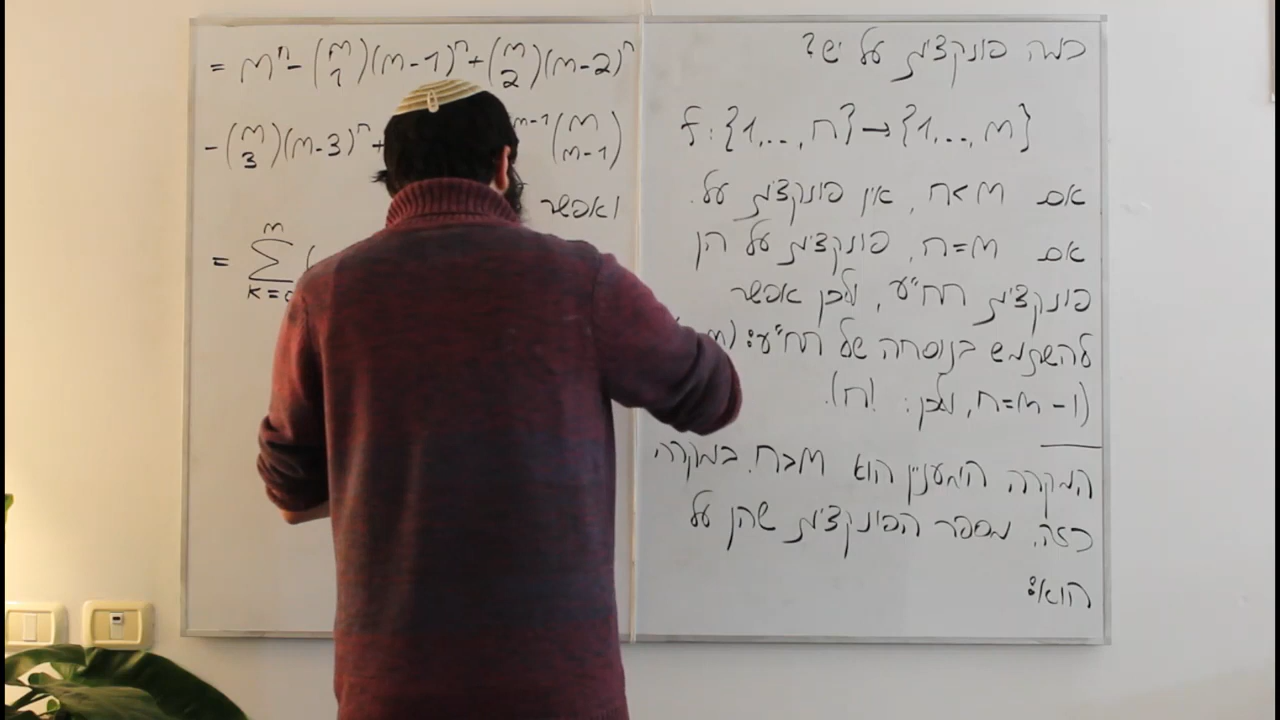 כמה פונקציות על יש?
f:{1,..,n}→{1,..,m}
אם n<m, אין פונקציות על.
אם n=m, פונקציות על הן
פונקציות חח"ע, ולכן אפשר
להשתמש בנוסחה של חח"ע: (
n=m - ו, ולכן: n!).
המקרה המעניין הוא n>m. במקרה
כזה, מספר הפונקציות שהן על
הוא:
= m^n - (m 1)(m-1)^n + (m 2)(m-2)^n
- (m 3)(m-3)^n + m-1 (m m-1)
ואפשר
= Σ m k=0 (